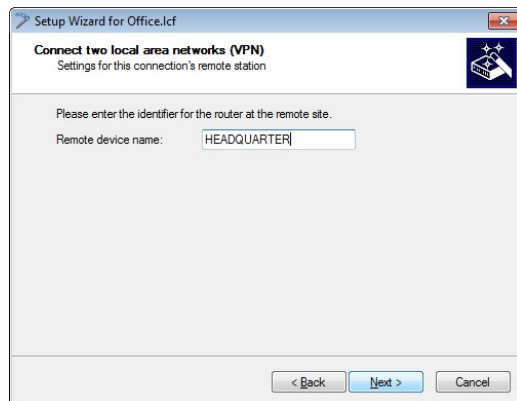 Setup Wizard for Office.lcf
Connect two local area networks (VPN)
Settings for this connection's remote station
Please enter the identifier for the router at the remote site.
Remote device name:
HEADQUARTER
< Back
Next >
Cancel